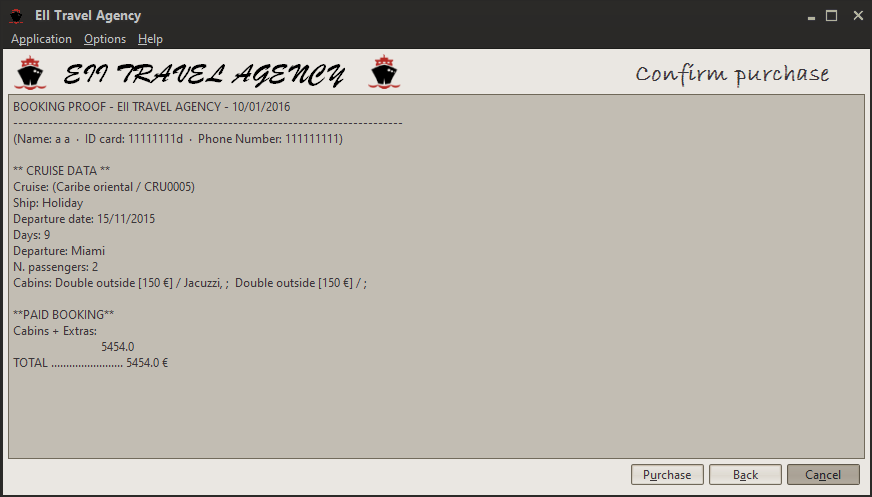 EII Travel Agency
Application Options Help
EII TRAVEL AGENCY
Confirm purchase
BOOKING PROOF - EII TRAVEL AGENCY - 10/01/2016
------------------------------------------------------------------------------
(Name: a a · ID card: 11111111d · Phone Number: 111111111)
** CRUISE DATA **
Cruise: (Caribe oriental / CRU0005)
Ship: Holiday
Departure date: 15/11/2015
Days: 9
Departure: Miami
N. passengers: 2
Cabins: Double outside [150 €] / Jacuzzi, ;  Double outside [150 €] / ;
**PAID BOOKING**
Cabins + Extras:
5454.0
TOTAL ........................ 5454.0 €
Purchase Back Cancel